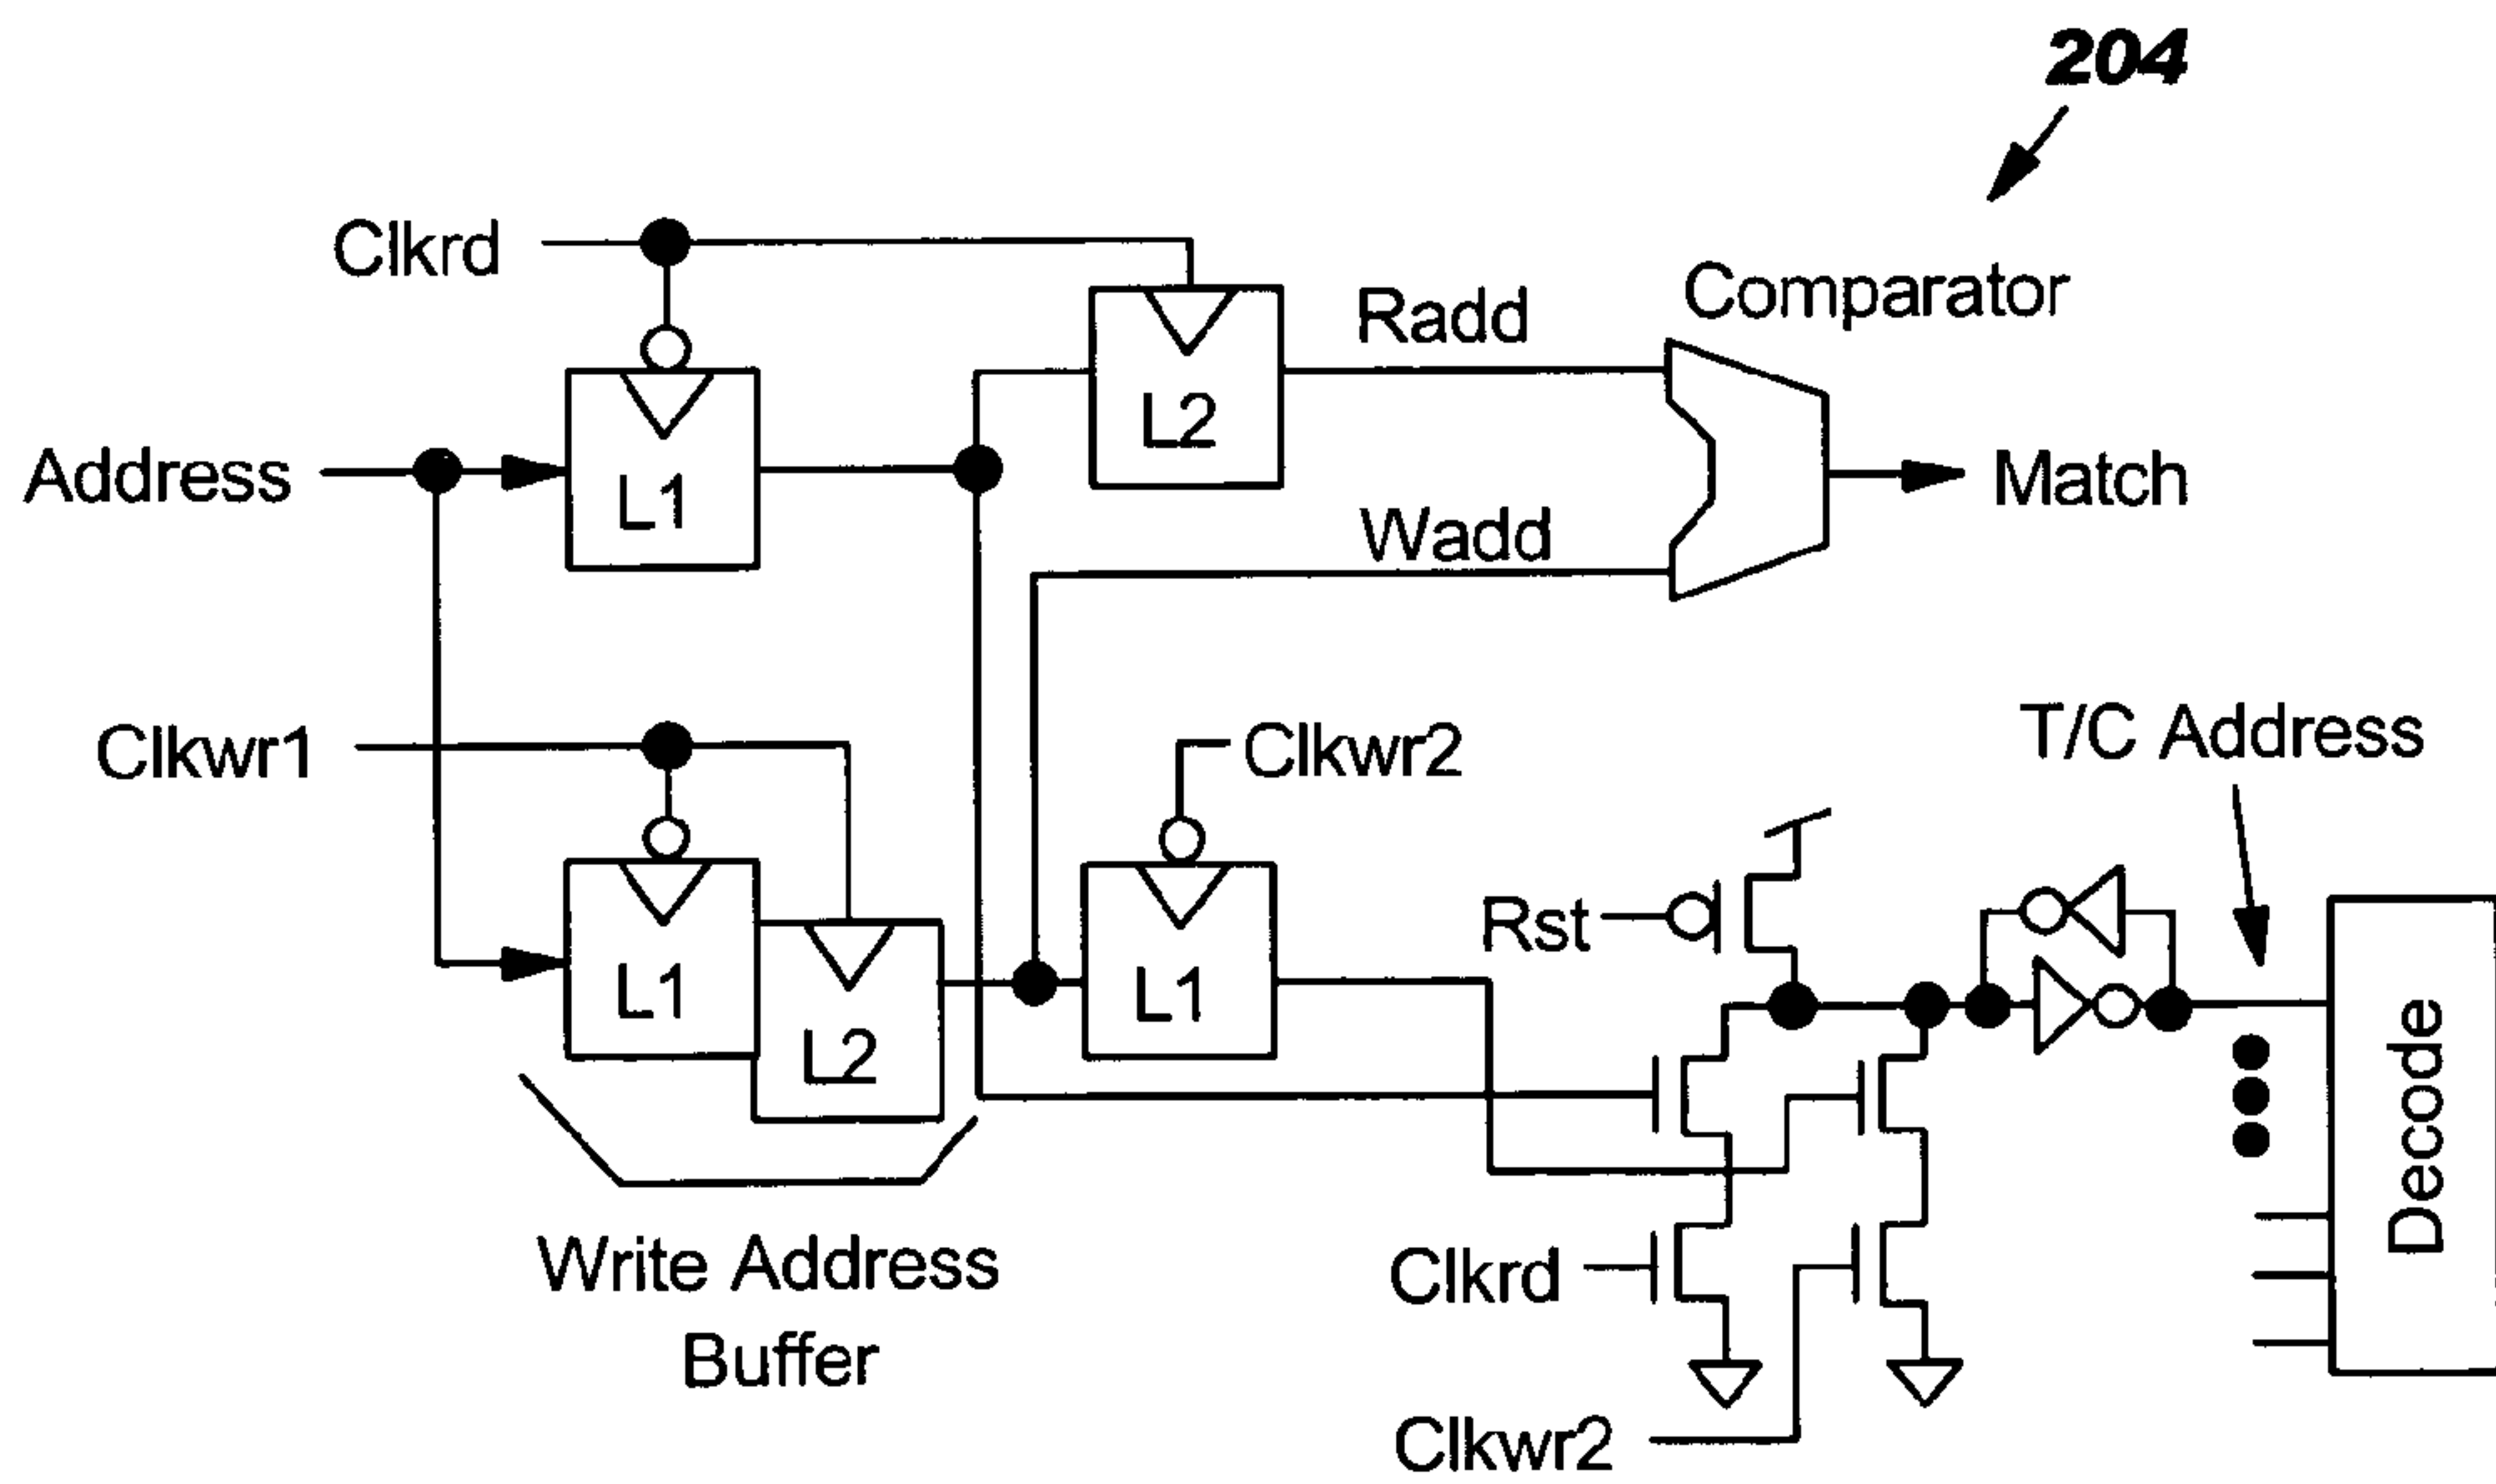 204
Clkrd
Comparator
Radd
L2
Address
L1
Match
Wadd
Clkwr1
Clkwr2
T/C Address
L1
L2
L1
Rst
Decode
Write Address
Buffer
Clkrd
Clkwr2